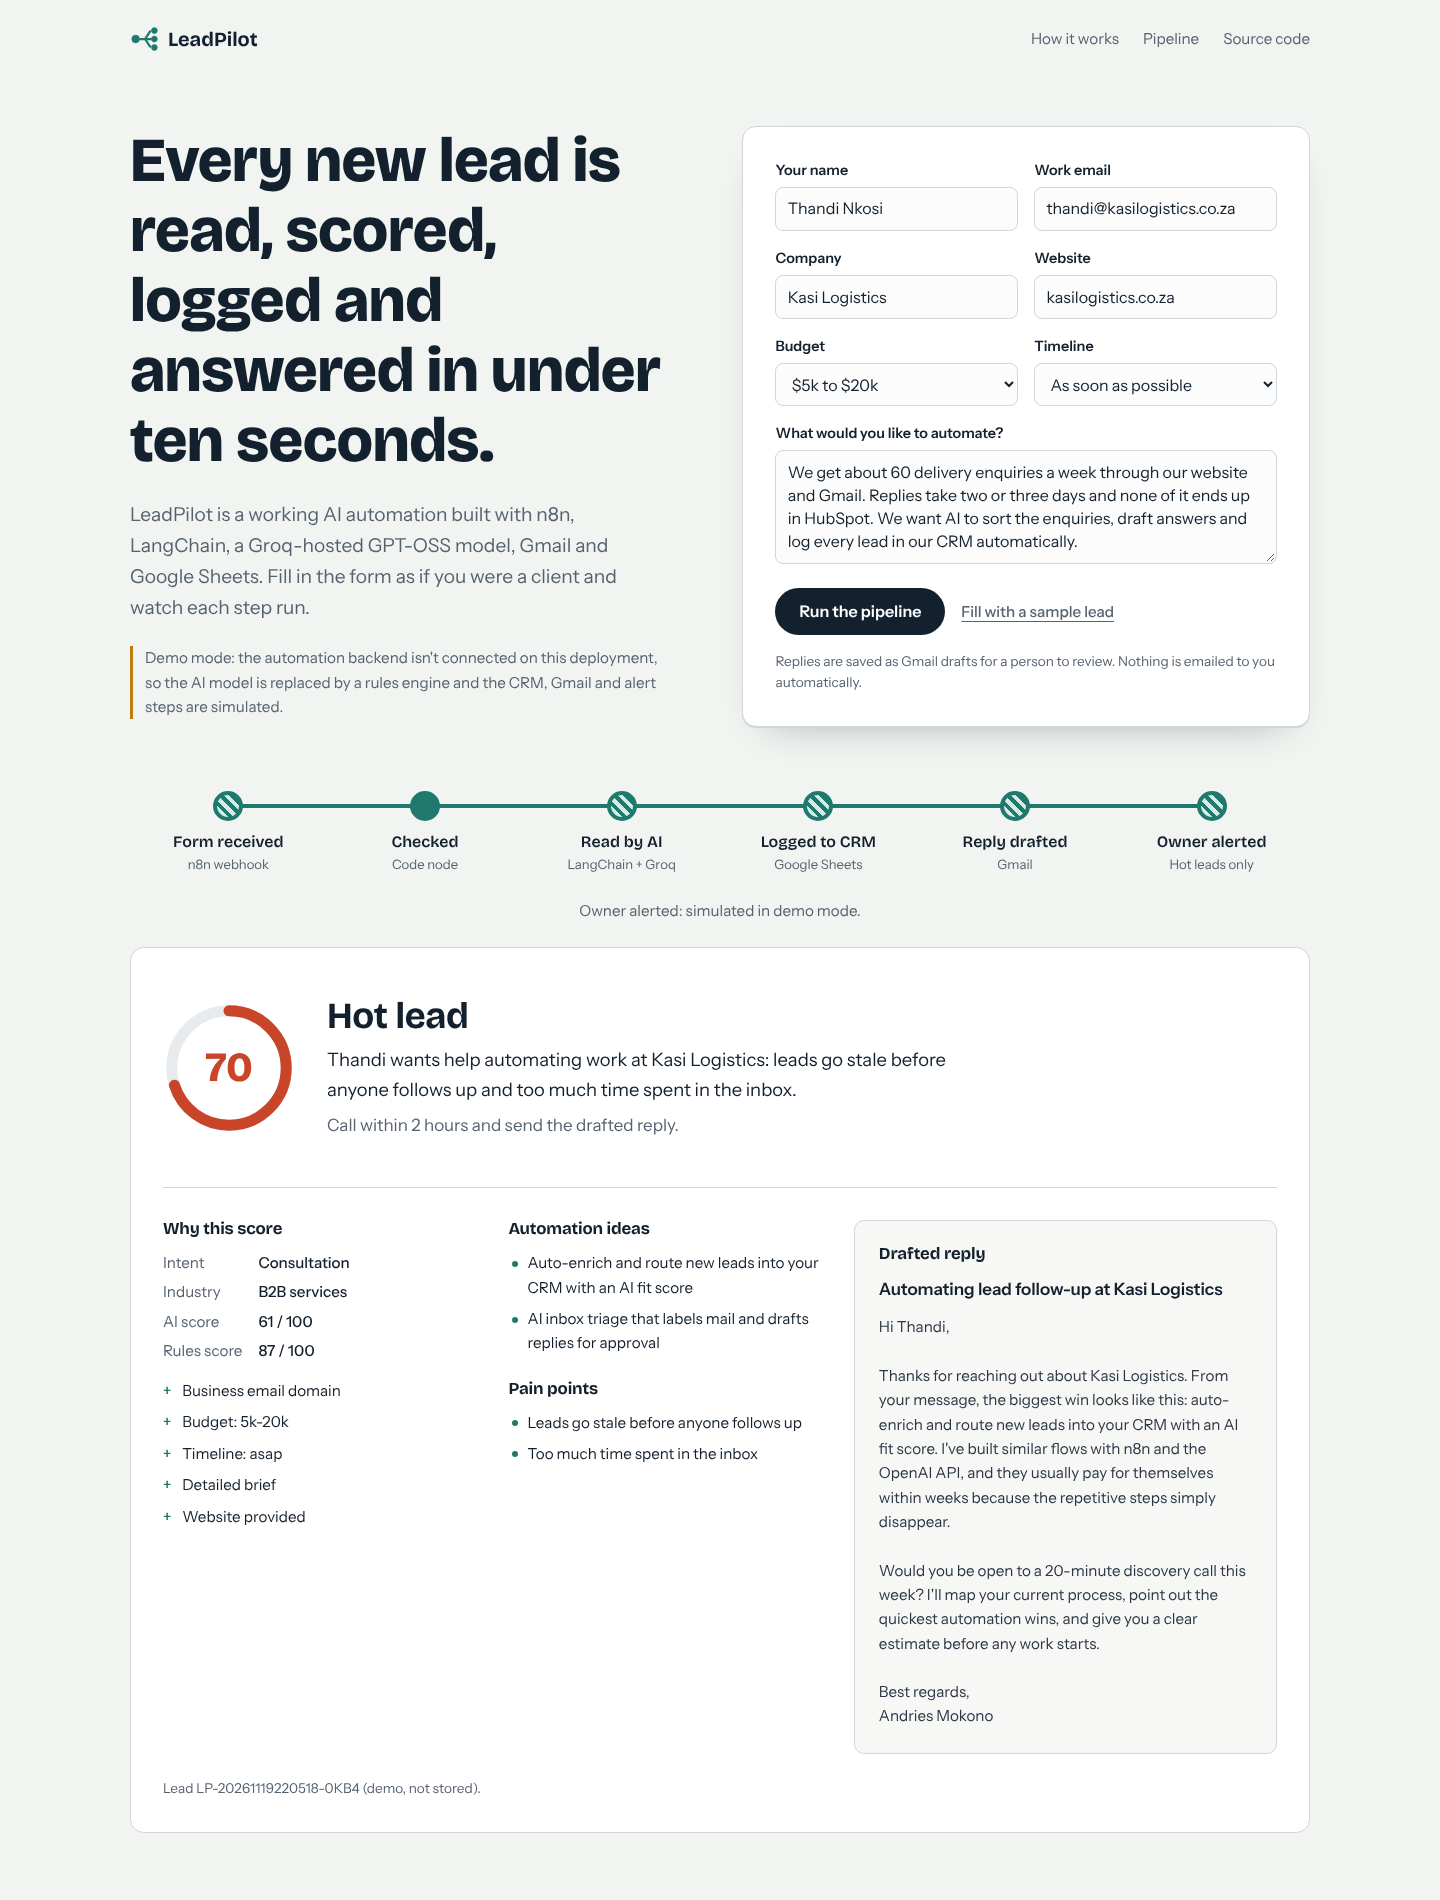 LeadPilot
How it works
Pipeline
Source code
Every new lead is
read, scored,
logged and
answered in under
ten seconds.
LeadPilot is a working AI automation built with n8n,
LangChain, a Groq-hosted GPT-OSS model, Gmail and
Google Sheets. Fill in the form as if you were a client and
watch each step run.
Demo mode: the automation backend isn't connected on this deployment,
so the AI model is replaced by a rules engine and the CRM, Gmail and alert
steps are simulated.
Your name
Work email
Thandi Nkosi
thandi@kasilogistics.co.za
Company
Website
Kasi Logistics
kasilogistics.co.za
Budget
Timeline
$5k to $20k
As soon as possible
What would you like to automate?
We get about 60 delivery enquiries a week through our website
and Gmail. Replies take two or three days and none of it ends up
in HubSpot. We want AI to sort the enquiries, draft answers and
log every lead in our CRM automatically.
Run the pipeline
Fill with a sample lead
Replies are saved as Gmail drafts for a person to review. Nothing is emailed to you
automatically.
Form received
n8n webhook
Checked
Code node
Read by AI
LangChain + Groq
Logged to CRM
Google Sheets
Reply drafted
Gmail
Owner alerted
Hot leads only
Owner alerted: simulated in demo mode.
70
Hot lead
Thandi wants help automating work at Kasi Logistics: leads go stale before
anyone follows up and too much time spent in the inbox.
Call within 2 hours and send the drafted reply.
Why this score
Intent Consultation
Industry B2B services
AI score 61 / 100
Rules score 87 / 100
+ Business email domain
+ Budget: 5k-20k
+ Timeline: asap
+ Detailed brief
+ Website provided
Automation ideas
Auto-enrich and route new leads into your
CRM with an AI fit score
AI inbox triage that labels mail and drafts
replies for approval
Pain points
Leads go stale before anyone follows up
Too much time spent in the inbox
Drafted reply
Automating lead follow-up at Kasi Logistics
Hi Thandi,
Thanks for reaching out about Kasi Logistics. From
your message, the biggest win looks like this: auto-
enrich and route new leads into your CRM with an AI
fit score. I've built similar flows with n8n and the
OpenAI API, and they usually pay for themselves
within weeks because the repetitive steps simply
disappear.
Would you be open to a 20-minute discovery call this
week? I'll map your current process, point out the
quickest automation wins, and give you a clear
estimate before any work starts.
Best regards,
Andries Mokono
Lead LP-20261119220518-0KB4 (demo, not stored).